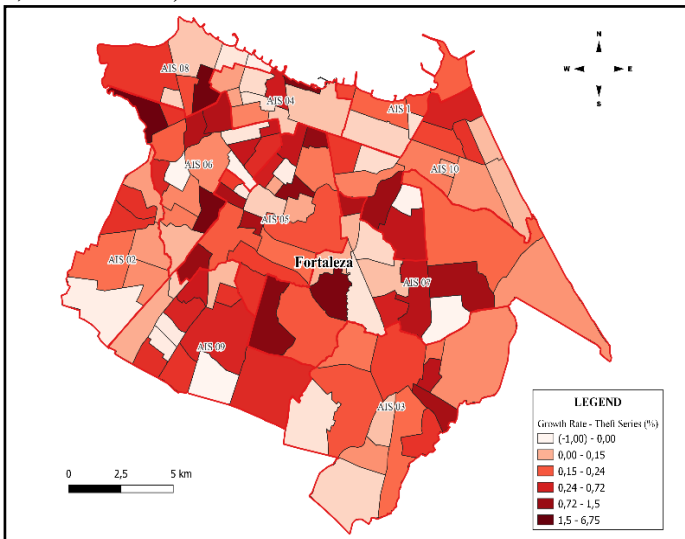 N
W E
S
AIS 08
AIS 04
AIS 1
AIS 06
AIS 10
AIS 05
AIS 02
Fortaleza
AIS 07
AIS 09
AIS 03
LEGEND
Growth Rate - Theft Series (%)
(-1,00) - 0,00
0,00 - 0,15
0,15 - 0,24
0,24 - 0,72
0,72 - 1,5
1,5 - 6,75
0 2,5 5 km